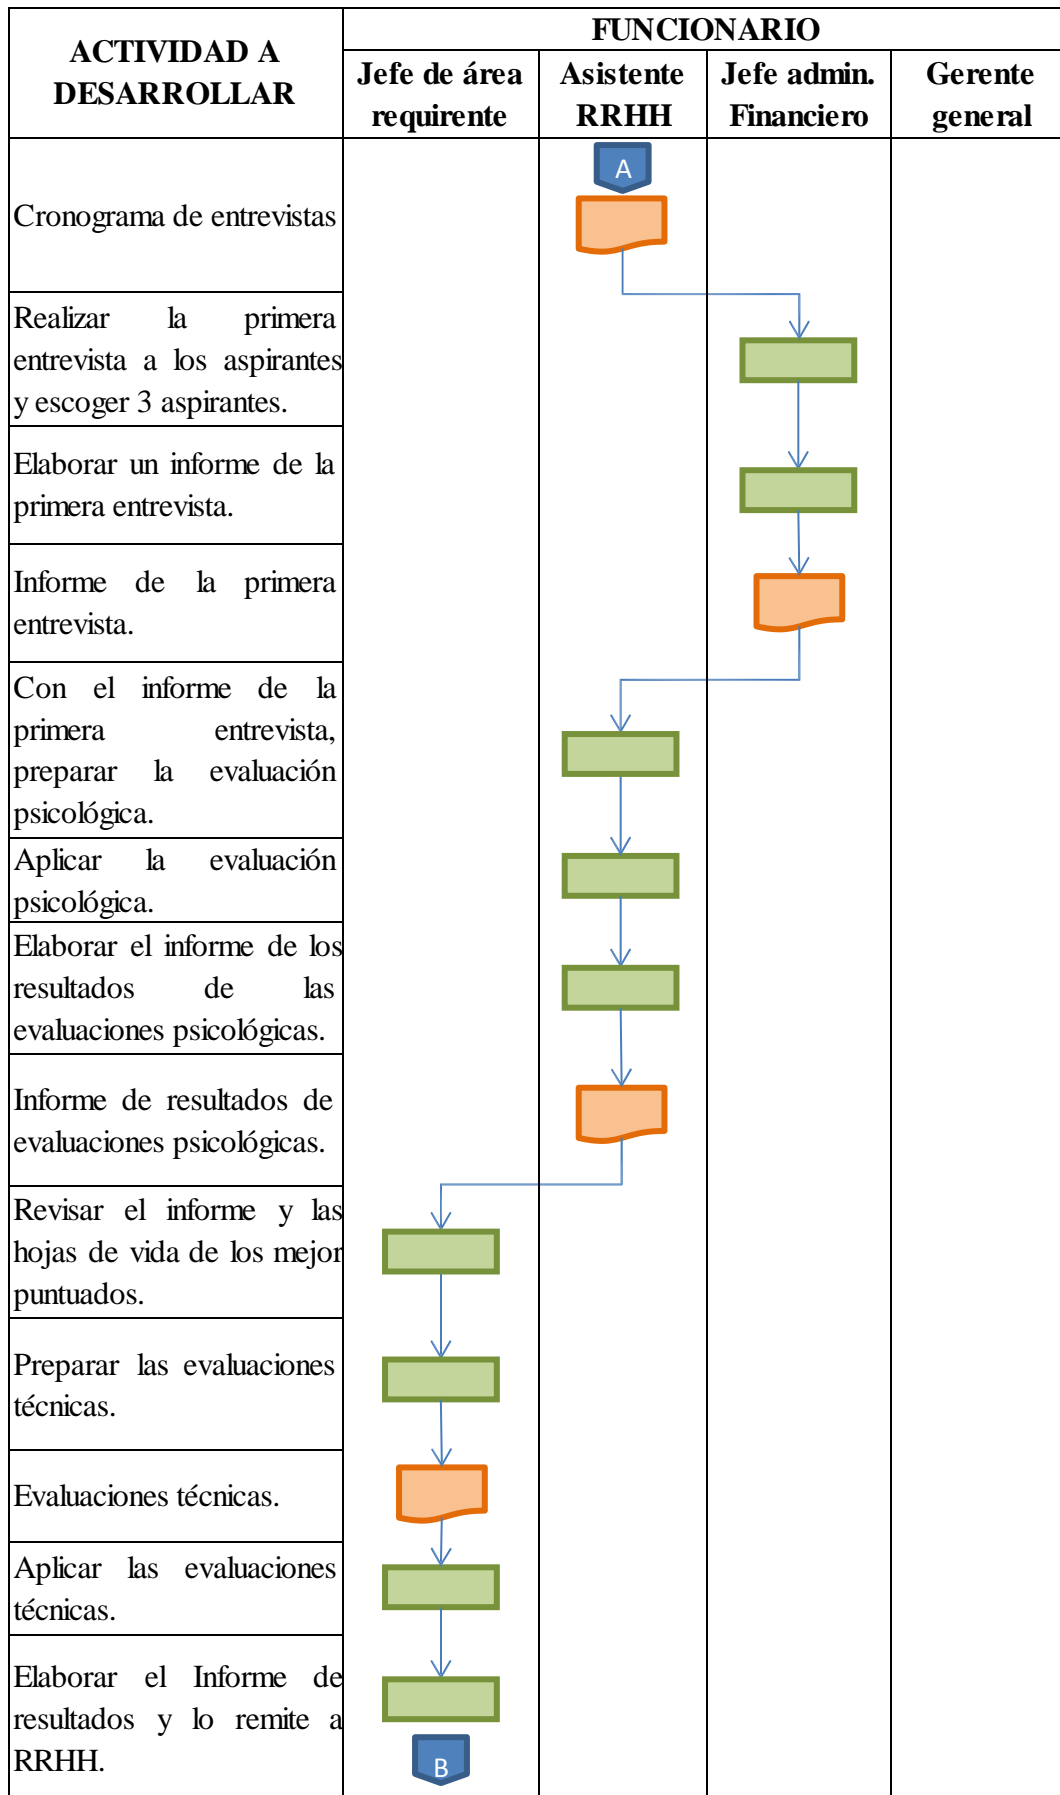 ACTIVIDAD A
DESARROLLAR
FUNCIONARIO
Jefe de área
requirente
Asistente
RRHH
Jefe admin.
Financiero
Gerente
general
A
Cronograma de entrevistas
Realizar la primera
entrevista a los aspirantes
y escoger 3 aspirantes.
Elaborar un informe de la
primera entrevista.
Informe de la primera
entrevista.
Con el informe de la
primera entrevista,
preparar la evaluación
psicológica.
Aplicar la evaluación
psicológica.
Elaborar el informe de los
resultados de las
evaluaciones psicológicas.
Informe de resultados de
evaluaciones psicológicas.
Revisar el informe y las
hojas de vida de los mejor
puntuados.
Preparar las evaluaciones
técnicas.
Evaluaciones técnicas.
Aplicar las evaluaciones
técnicas.
Elaborar el Informe de
resultados y lo remite a
RRHH.
B